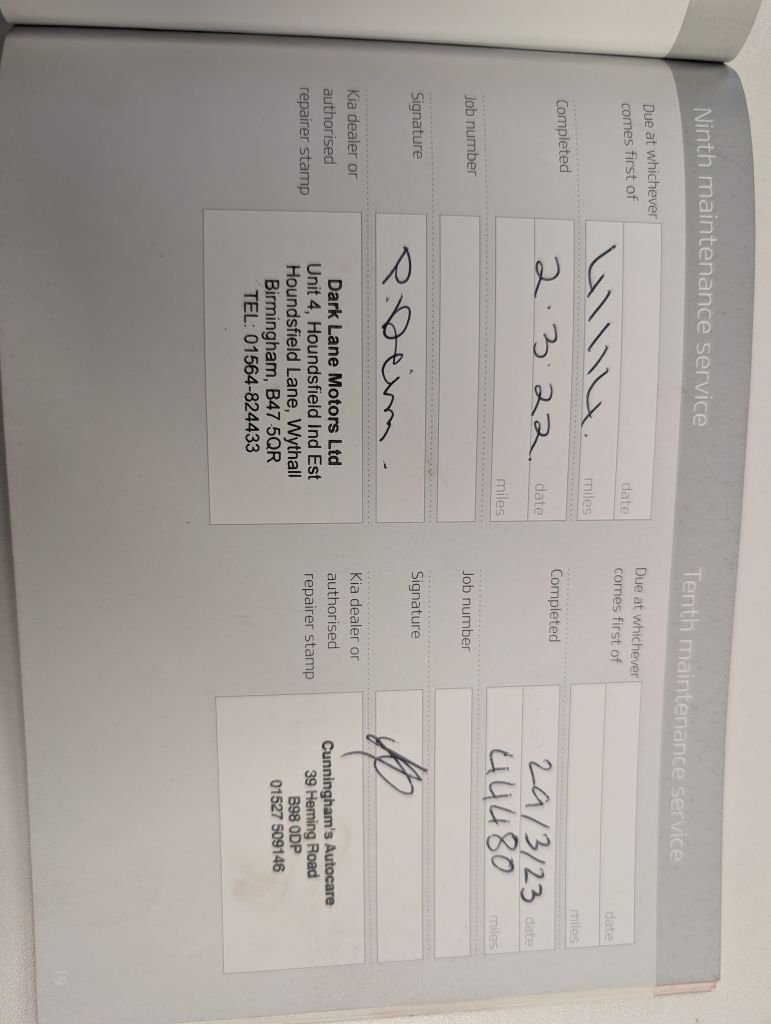 Ninth maintenance service
Due at whichever
comes first of
date
41114.
miles
Completed
2.3.22.
date
miles
Job number
Signature
Kia dealer or
authorised
repairer stamp
Dark Lane Motors Ltd
Unit 4, Houndsfield Ind Est
Houndsfield Lane, Wythall
Birmingham, B47 5QR
TEL: 01564-824433
Tenth maintenance service
Due at whichever
comes first of
date
miles
Completed
29/3/23
date
44480
miles
Job number
Signature
Kia dealer or
authorised
repairer stamp
Cunningham's Autocare
39 Heming Road
B98 0DP
01527 509146
19